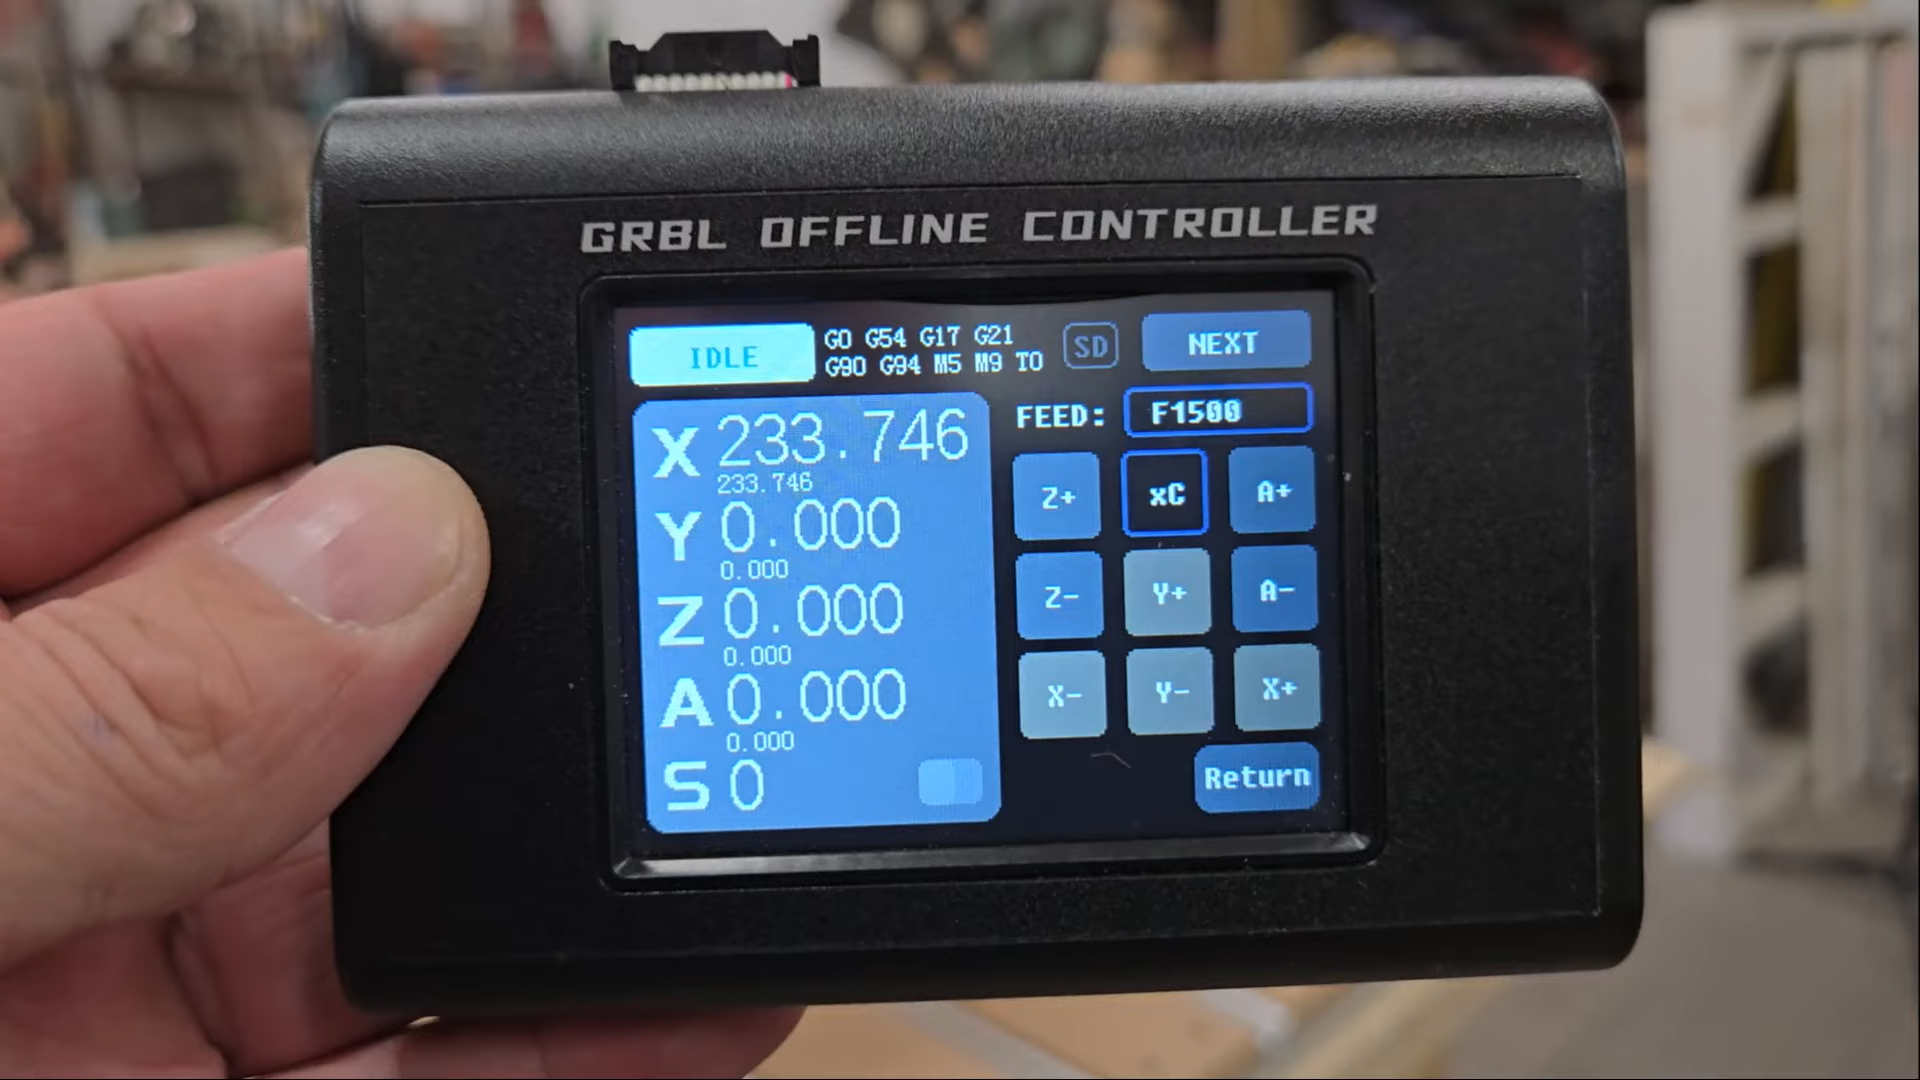 GRBL OFFLINE CONTROLLER
IDLE
G0 G54 G17 G21
G90 G94 M5 M9 T0
SD
NEXT
X 233.746
233.746
Y 0.000
0.000
Z 0.000
0.000
A 0.000
0.000
S 0
FEED: F1500
Z+ xC A+
Z- Y+ A-
X- Y- X+
Return